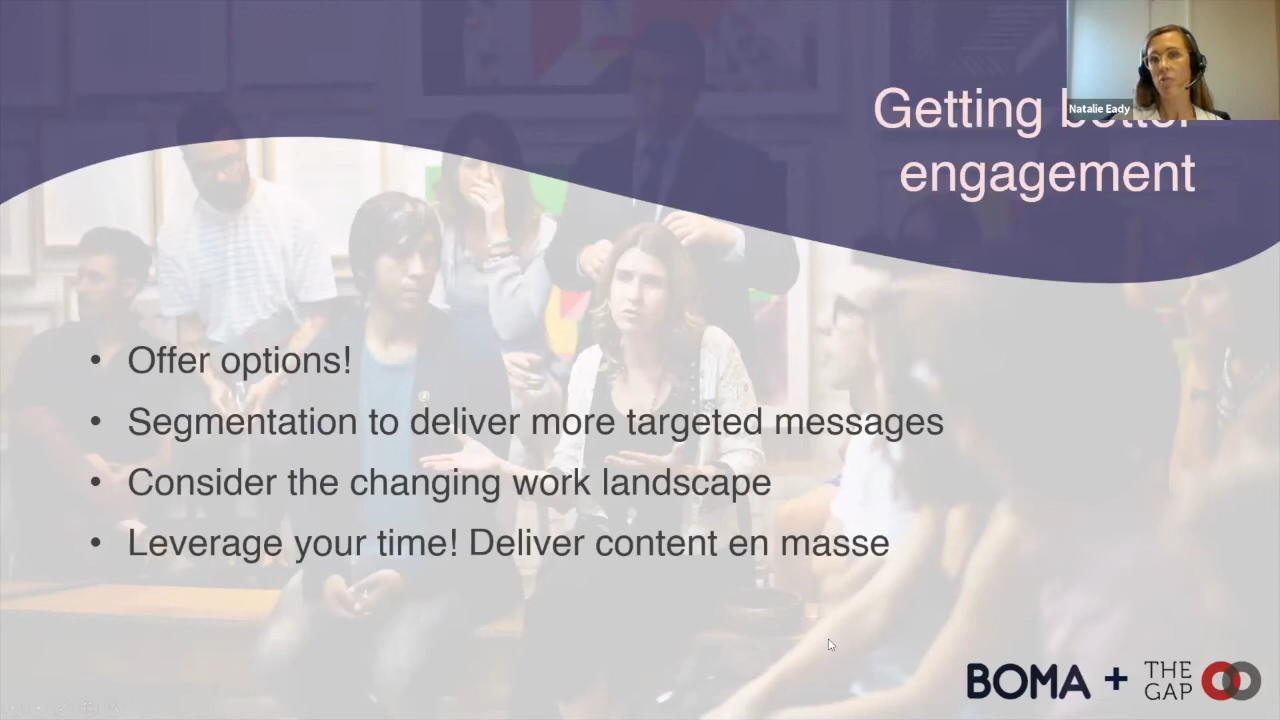 Getting better
engagement
Natalie Eady
• Offer options!
• Segmentation to deliver more targeted messages
• Consider the changing work landscape
• Leverage your time! Deliver content en masse
BOMA + THE
GAP